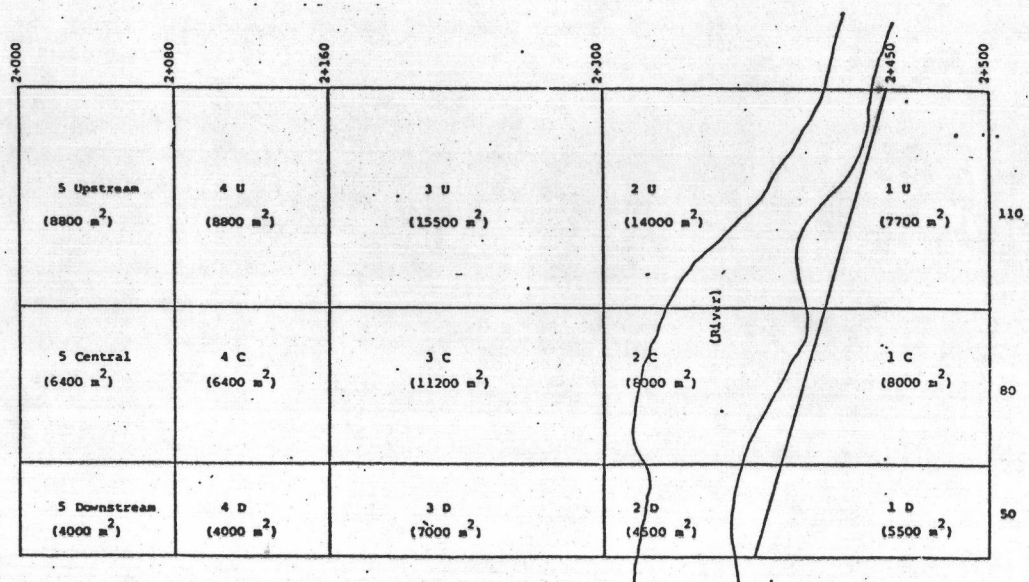 2+000 2+080 2+160 2+300 2+450 2+500
5 Upstream 4 U 3 U 2 U 1 U
(8800 m²) (8800 m²) (15500 m²) (14000 m²) (7700 m²) 110
(River)
5 Central 4 C 3 C 2 C 1 C
(6400 m²) (6400 m²) (11200 m²) (8000 m²) (8000 m²) 80
5 Downstream 4 D 3 D 2 D 1 D
(4000 m²) (4000 m²) (7000 m²) (4500 m²) (5500 m²) 50